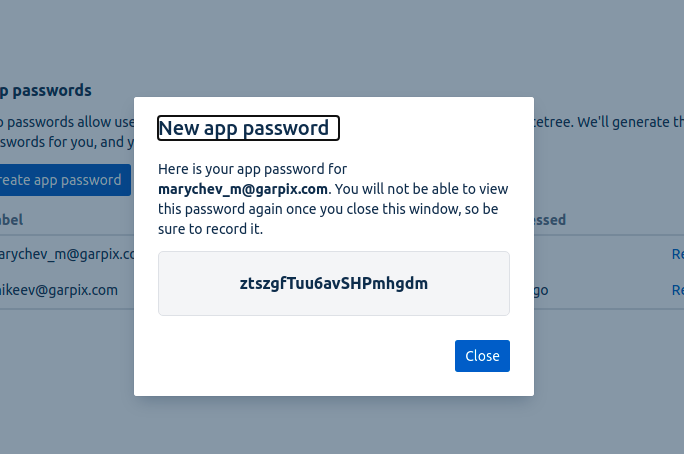 p passwords
p passwords allow use
etree. We'll generate th
swords for you, and y
reate app password
bel
essed
arychev_m@garpix.co
Re
ikeev@garpix.com
go
Re
New app password
Here is your app password for
marychev_m@garpix.com. You will not be able to view
this password again once you close this window, so be
sure to record it.
ztszgfTuu6avSHPmhgdm
Close